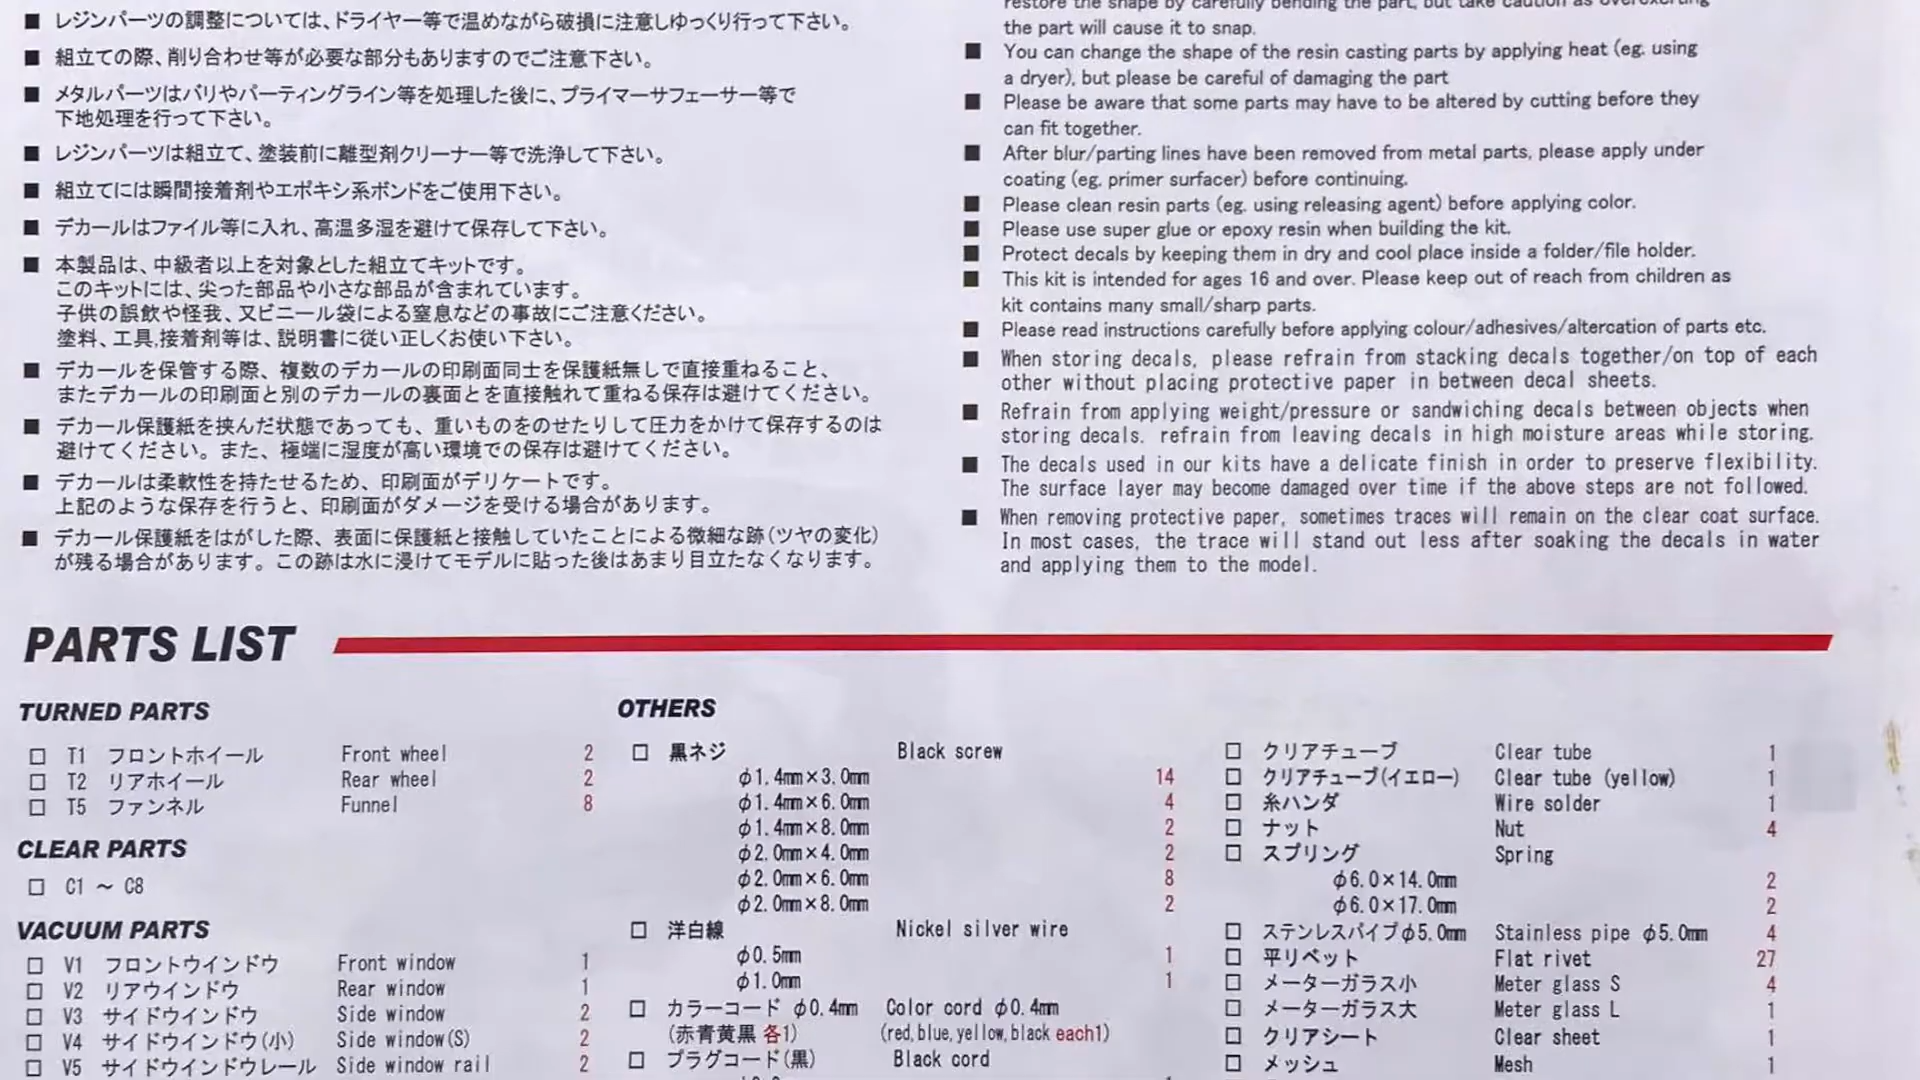 ■ レジンパーツの調整については、ドライヤー等で温めながら破損に注意しゆっくり行って下さい。
■ 組立ての際、削り合わせ等が必要な部分もありますのでご注意下さい。
■ メタルパーツはバリやパーティングライン等を処理した後に、プライマーサフェーサー等で
下地処理を行って下さい。
■ レジンパーツは組立て、塗装前に離型剤クリーナー等で洗浄して下さい。
■ 組立てには瞬間接着剤やエポキシ系ボンドをご使用下さい。
■ デカールはファイル等に入れ、高温多湿を避けて保存して下さい。
■ 本製品は、中級者以上を対象とした組立てキットです。
このキットには、尖った部品や小さな部品が含まれています。
子供の誤飲や怪我、又ビニール袋による窒息などの事故にご注意ください。
塗料、工具,接着剤等は、説明書に従い正しくお使い下さい。
■ デカールを保管する際、複数のデカールの印刷面同士を保護紙無しで直接重ねること、
またデカールの印刷面と別のデカールの裏面とを直接触れて重ねる保存は避けてください。
■ デカール保護紙を挟んだ状態であっても、重いものをのせたりして圧力をかけて保存するのは
避けてください。また、極端に湿度が高い環境での保存は避けてください。
■ デカールは柔軟性を持たせるため、印刷面がデリケートです。
上記のような保存を行うと、印刷面がダメージを受ける場合があります。
■ デカール保護紙をはがした際、表面に保護紙と接触していたことによる微細な跡(ツヤの変化)
が残る場合があります。この跡は水に浸けてモデルに貼った後はあまり目立たなくなります。
restore the shape by carefully bending the part, but take caution as overexerting
the part will cause it to snap.
■ You can change the shape of the resin casting parts by applying heat (eg. using
a dryer), but please be careful of damaging the part
■ Please be aware that some parts may have to be altered by cutting before they
can fit together.
■ After blur/parting lines have been removed from metal parts, please apply under
coating (eg. primer surfacer) before continuing.
■ Please clean resin parts (eg. using releasing agent) before applying color.
■ Please use super glue or epoxy resin when building the kit.
■ Protect decals by keeping them in dry and cool place inside a folder/file holder.
■ This kit is intended for ages 16 and over. Please keep out of reach from children as
kit contains many small/sharp parts.
■ Please read instructions carefully before applying colour/adhesives/altercation of parts etc.
■ When storing decals, please refrain from stacking decals together/on top of each
other without placing protective paper in between decal sheets.
■ Refrain from applying weight/pressure or sandwiching decals between objects when
storing decals. refrain from leaving decals in high moisture areas while storing.
■ The decals used in our kits have a delicate finish in order to preserve flexibility.
The surface layer may become damaged over time if the above steps are not followed.
■ When removing protective paper, sometimes traces will remain on the clear coat surface.
In most cases, the trace will stand out less after soaking the decals in water
and applying them to the model.
PARTS LIST
TURNED PARTS
□ T1 フロントホイール Front wheel 2
□ T2 リアホイール Rear wheel 2
□ T5 ファンネル Funnel 8
CLEAR PARTS
□ C1 ～ C8
VACUUM PARTS
□ V1 フロントウインドウ Front window 1
□ V2 リアウインドウ Rear window 1
□ V3 サイドウインドウ Side window 2
□ V4 サイドウインドウ(小) Side window(S) 2
□ V5 サイドウインドウレール Side window rail 2
OTHERS
□ 黒ネジ Black screw
φ1.4mm×3.0mm 14
φ1.4mm×6.0mm 4
φ1.4mm×8.0mm 2
φ2.0mm×4.0mm 2
φ2.0mm×6.0mm 8
φ2.0mm×8.0mm 2
□ 洋白線 Nickel silver wire
φ0.5mm 1
φ1.0mm 1
□ カラーコード φ0.4mm Color cord φ0.4mm
(赤青黄黒 各1) (red,blue,yellow,black each1)
□ プラグコード(黒) Black cord
□ クリアチューブ Clear tube 1
□ クリアチューブ(イエロー) Clear tube (yellow) 1
□ 糸ハンダ Wire solder 1
□ ナット Nut 4
□ スプリング Spring
φ6.0×14.0mm 2
φ6.0×17.0mm 2
□ ステンレスパイプφ5.0mm Stainless pipe φ5.0mm 4
□ 平リベット Flat rivet 27
□ メーターガラス小 Meter glass S 4
□ メーターガラス大 Meter glass L 1
□ クリアシート Clear sheet 1
□ メッシュ Mesh 1